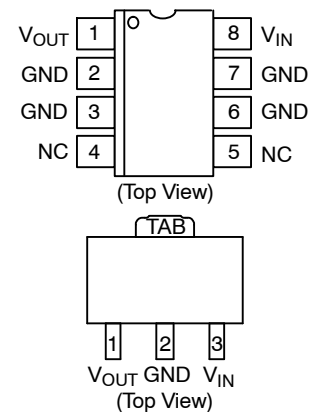 VOUT 1 8 VIN
GND 2 7 GND
GND 3 6 GND
NC 4 5 NC
(Top View)
TAB
1 2 3
VOUT GND VIN
(Top View)